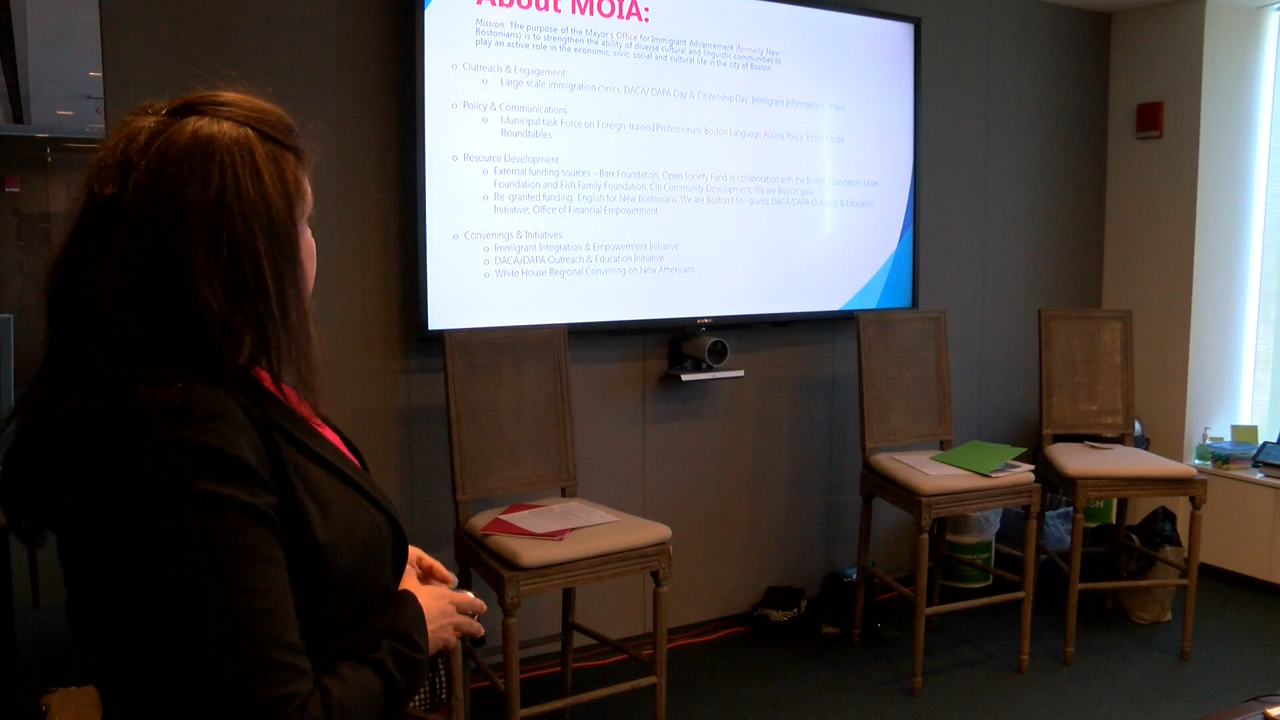 About MOIA:
Mission: The purpose of the Mayor's Office for Immigrant Advancement (formerly New
Bostonians) is to strengthen the ability of diverse cultural and linguistic communities to
play an active role in the economic, civic, social and cultural life in the city of Boston.
o Outreach & Engagement:
o Large scale immigration clinics: DACA/ DAPA Day & Citizenship Day; Immigrant Information Corners
o Policy & Communications:
o Municipal task Force on Foreign-trained Professionals; Boston Language Access Policy; Ethnic Media
Roundtables
o Resource Development:
o External funding sources – Barr Foundation; Open Society Fund in collaboration with the Boston Foundation, Miller
Foundation and Fish Family Foundation; Citi Community Development; We are Boston gala
o Re-granted funding: English for New Bostonians; We are Boston Mini-grants; DACA/DAPA Outreach & Education
Initiative; Office of Financial Empowerment
o Convenings & Initiatives:
o Immigrant Integration & Empowerment Initiative
o DACA/DAPA Outreach & Education Initiative
o White House Regional Convening on New Americans